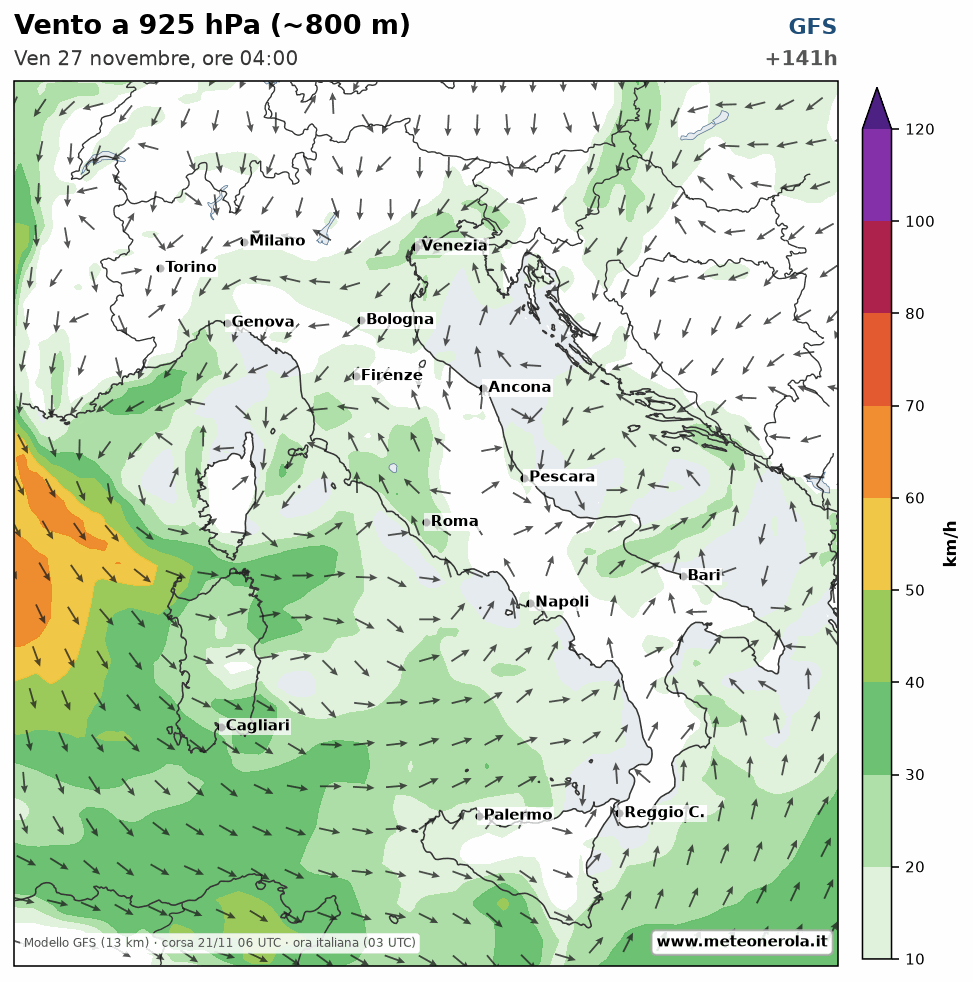 Vento a 925 hPa (~800 m)
GFS
Ven 27 novembre, ore 04:00
+141h
120
100
80
70
60
50
40
30
20
10
km/h
Milano
Venezia
Torino
Genova
Bologna
Firenze
Ancona
Pescara
Roma
Bari
Napoli
Cagliari
Palermo
Reggio C.
Modello GFS (13 km) · corsa 21/11 06 UTC · ora italiana (03 UTC)
www.meteonerola.it